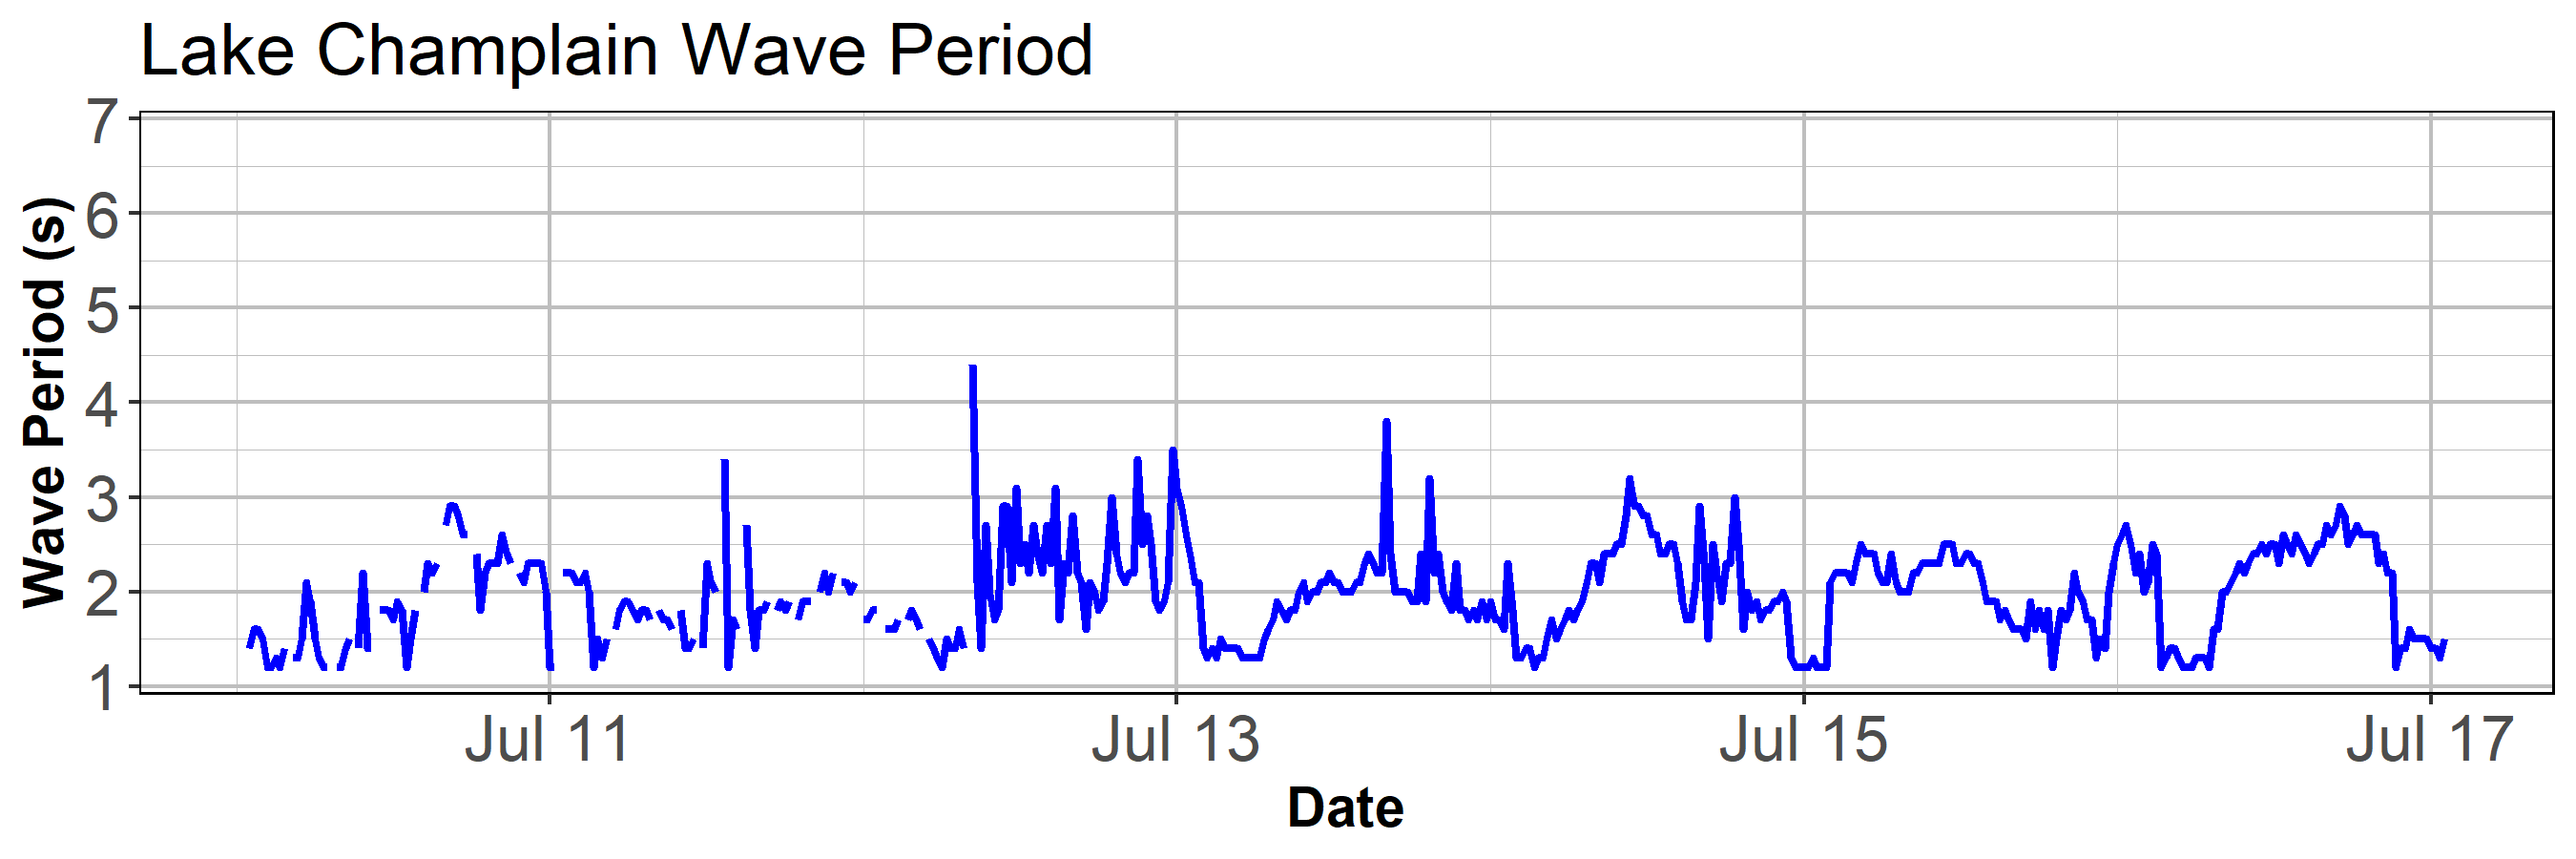 Lake Champlain Wave Period
Wave Period (s)
7
6
5
4
3
2
1
Jul 11
Jul 13
Jul 15
Jul 17
Date